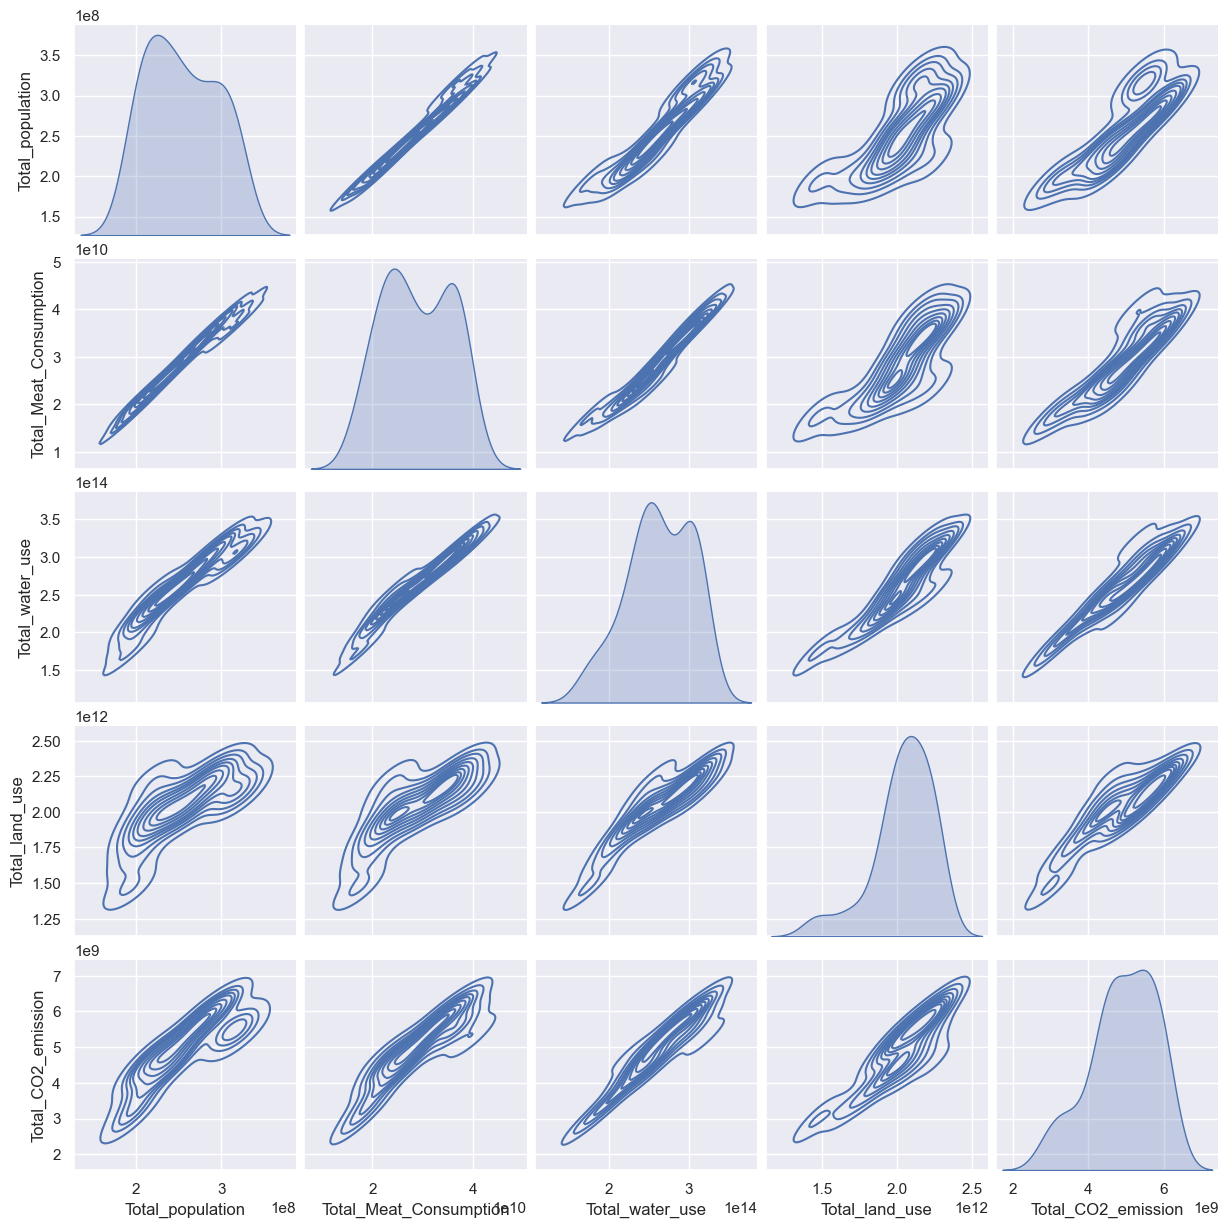 1e8
3.5
3.0
2.5
2.0
1.5
Total_population
1e10
5
4
3
2
1
Total_Meat_Consumption
1e14
3.5
3.0
2.5
2.0
1.5
Total_water_use
1e12
2.50
2.25
2.00
1.75
1.50
1.25
Total_land_use
1e9
7
6
5
4
3
2
Total_CO2_emission
2 3 2 4 2 3 1.5 2.0 2.5 2 4 6
Total_population 1e8 Total_Meat_Consumption 1e10 Total_water_use 1e14 Total_land_use 1e12 Total_CO2_emission 1e9